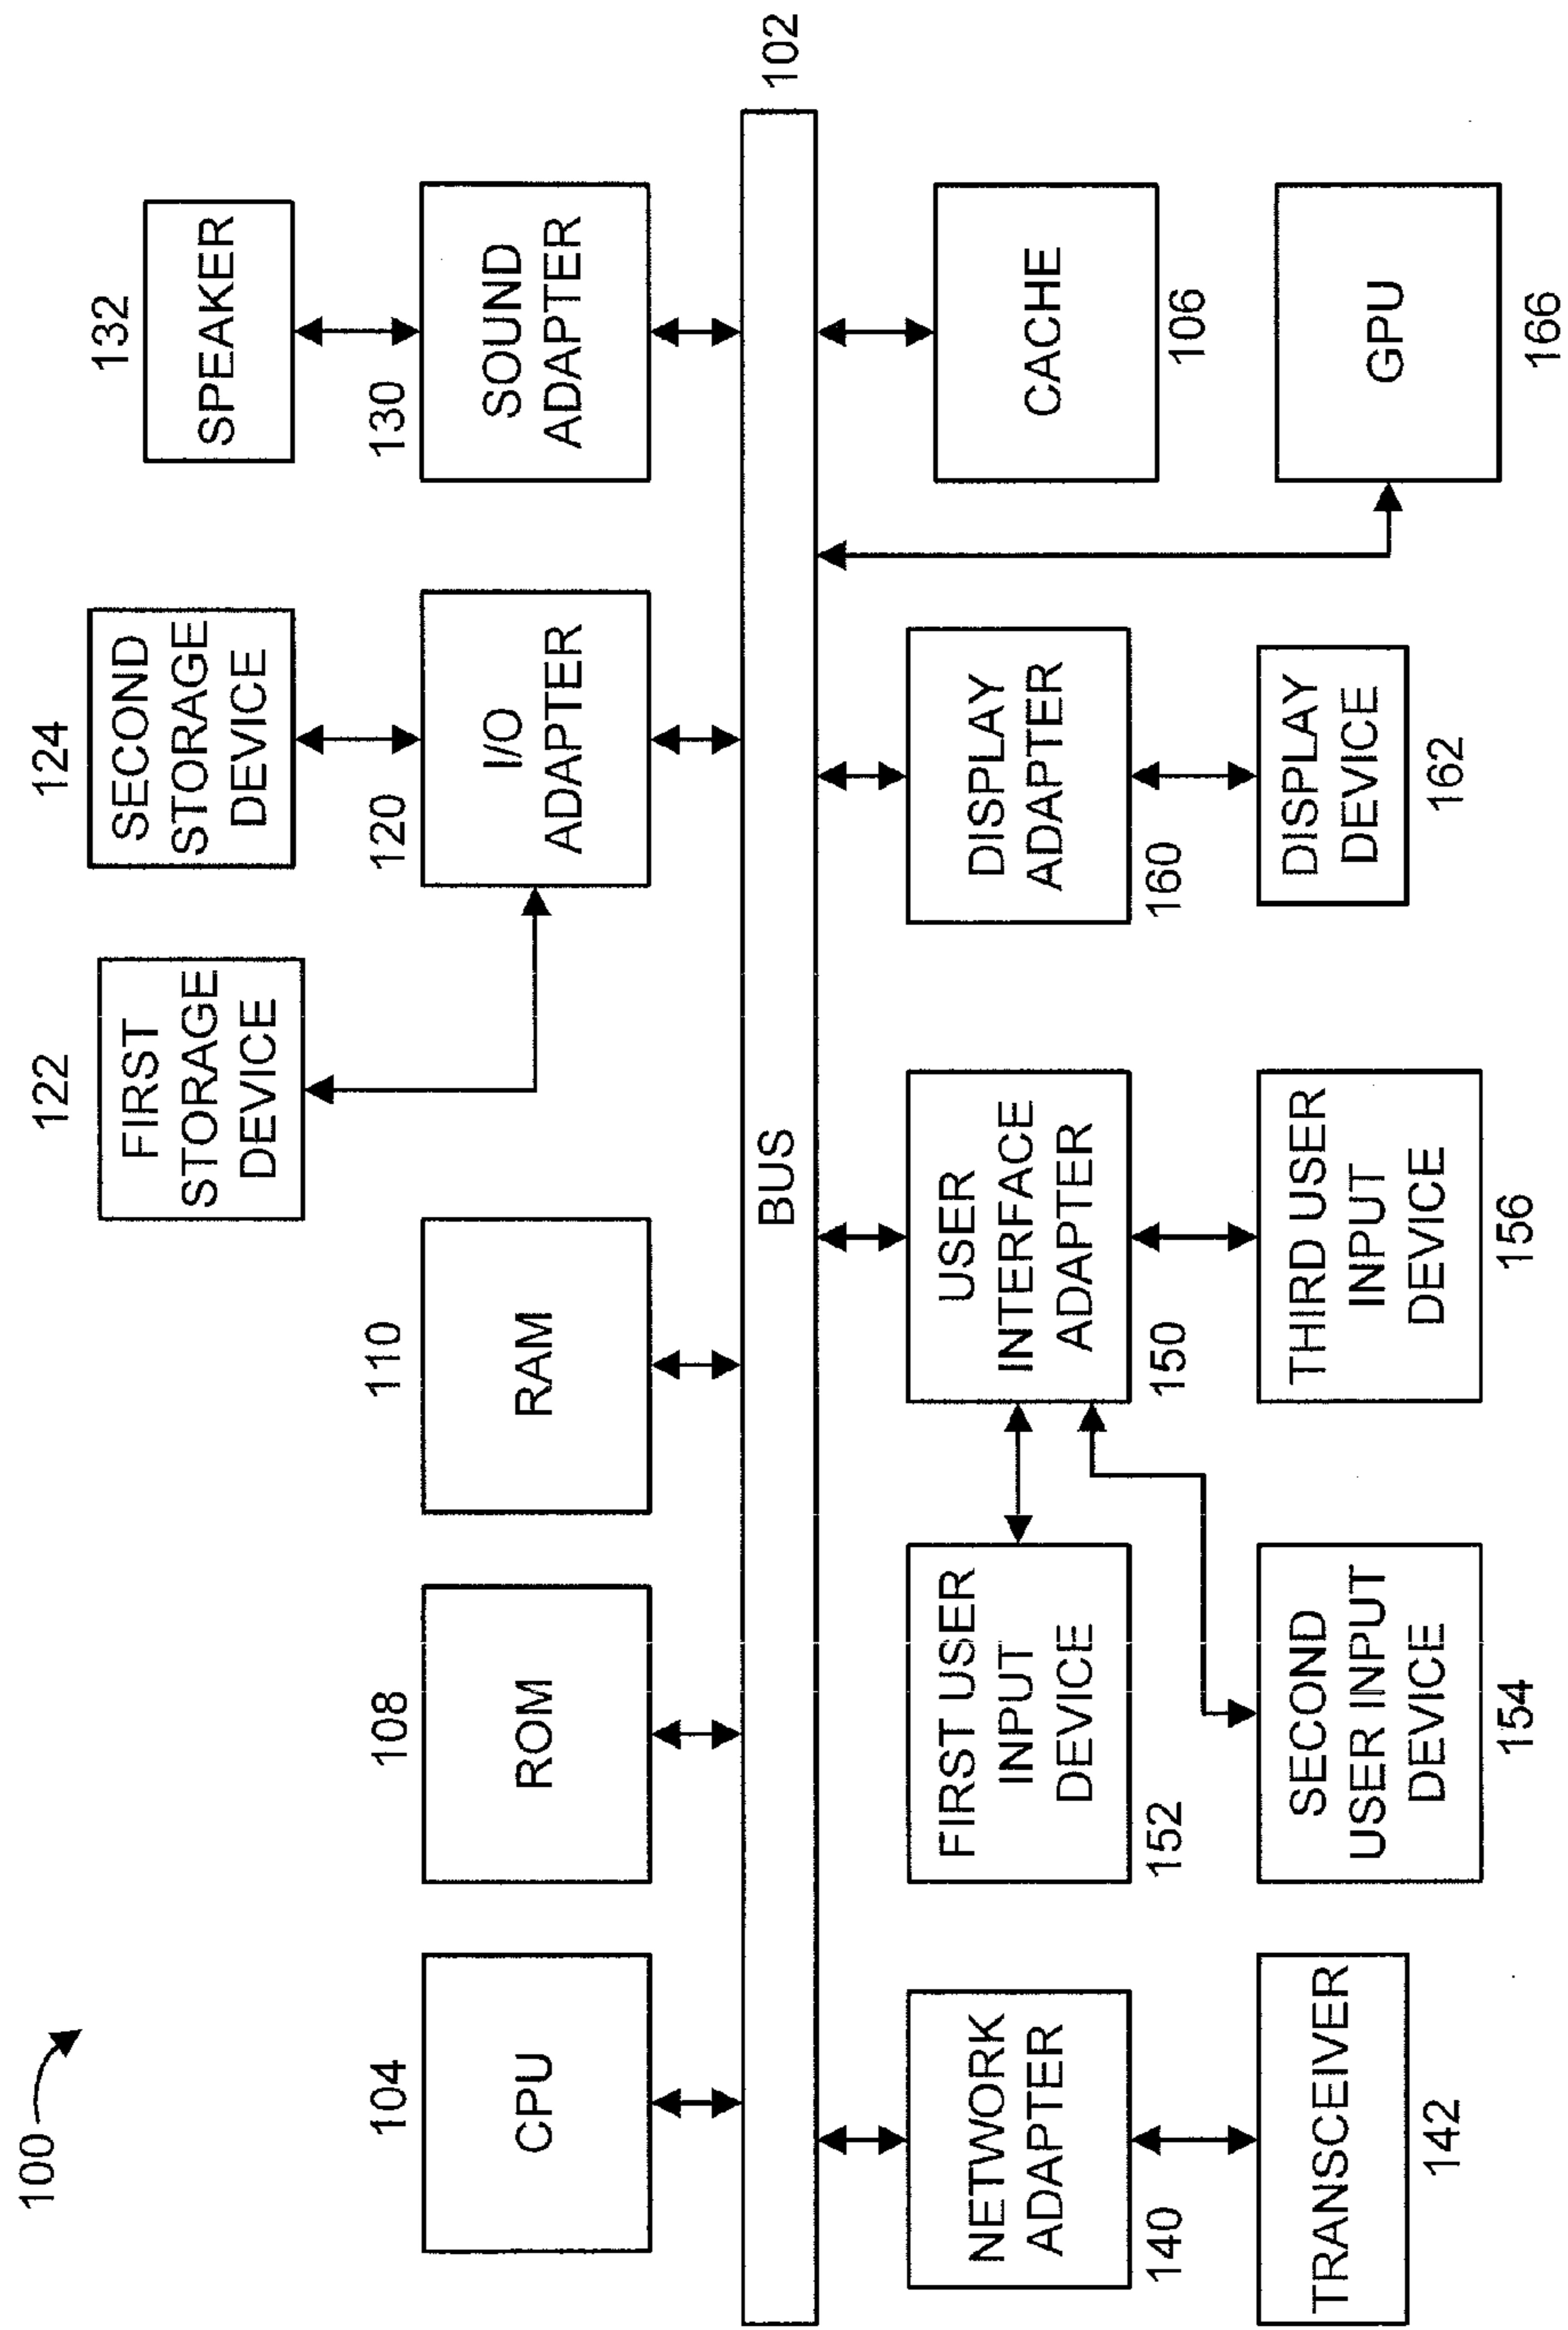 100
122
124
132
FIRST
STORAGE
DEVICE
SECOND
STORAGE
DEVICE
SPEAKER
104
108
110
120
130
CPU
ROM
RAM
I/O
ADAPTER
SOUND
ADAPTER
BUS
102
NETWORK
ADAPTER
FIRST USER
INPUT
DEVICE
USER
INTERFACE
ADAPTER
DISPLAY
ADAPTER
CACHE
140
152
150
160
106
TRANSCEIVER
SECOND
USER INPUT
DEVICE
THIRD USER
INPUT
DEVICE
DISPLAY
DEVICE
GPU
142
154
156
162
166